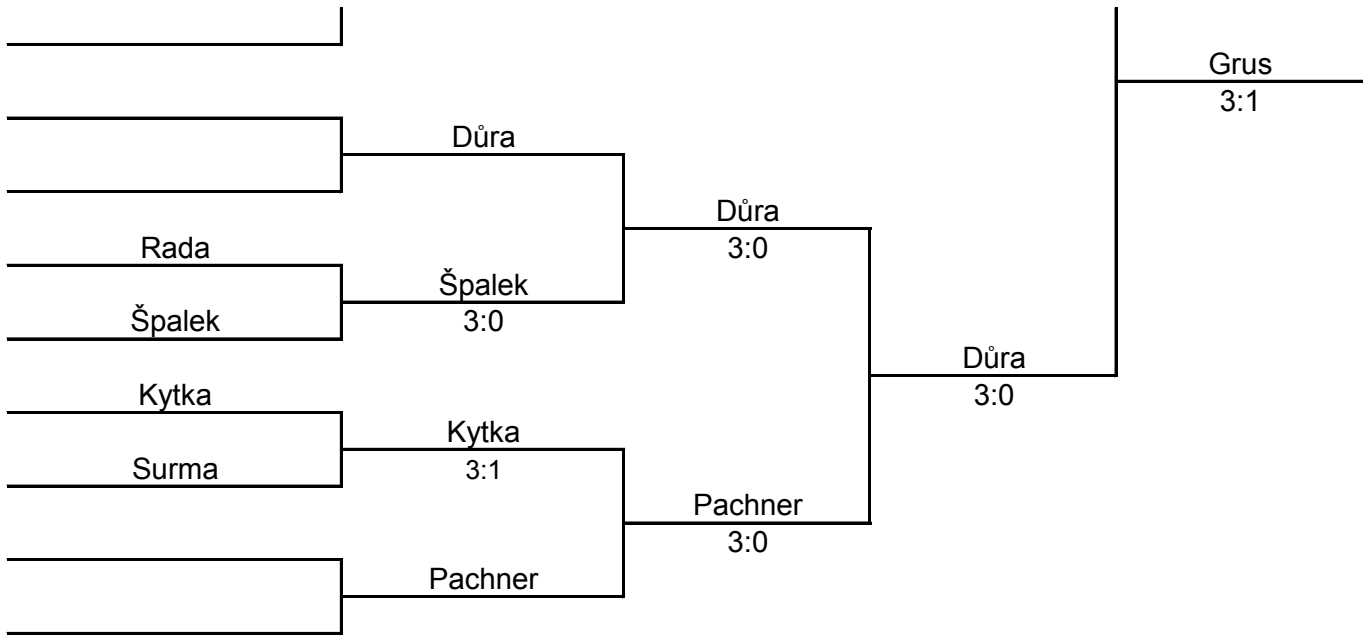 Grus
3:1
Důra
Důra
3:0
Rada
Špalek
3:0
Špalek
Důra
3:0
Kytka
Kytka
3:1
Surma
Pachner
3:0
Pachner